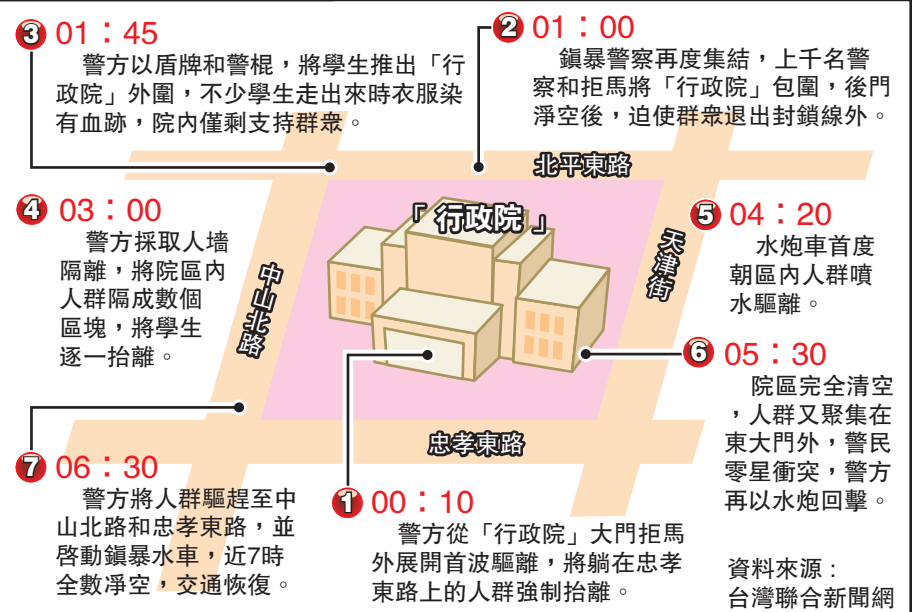 3 01：45
警方以盾牌和警棍，將學生推出「行
政院」外圍，不少學生走出來時衣服染
有血跡，院內僅剩支持群衆。
2 01：00
鎮暴警察再度集結，上千名警
察和拒馬將「行政院」包圍，後門
淨空後，迫使群衆退出封鎖線外。
北平東路
「行政院」
天津街
中山北路
忠孝東路
4 03：00
警方採取人墻
隔離，將院區內
人群隔成數個
區塊，將學生
逐一抬離。
5 04：20
水炮車首度
朝區內人群噴
水驅離。
6 05：30
院區完全清空
，人群又聚集在
東大門外，警民
零星衝突，警方
再以水炮回擊。
7 06：30
警方將人群驅趕至中
山北路和忠孝東路，並
啓動鎮暴水車，近7時
全數凈空，交通恢復。
1 00：10
警方從「行政院」大門拒馬
外展開首波驅離，將躺在忠孝
東路上的人群強制抬離。
資料來源：
台灣聯合新聞網